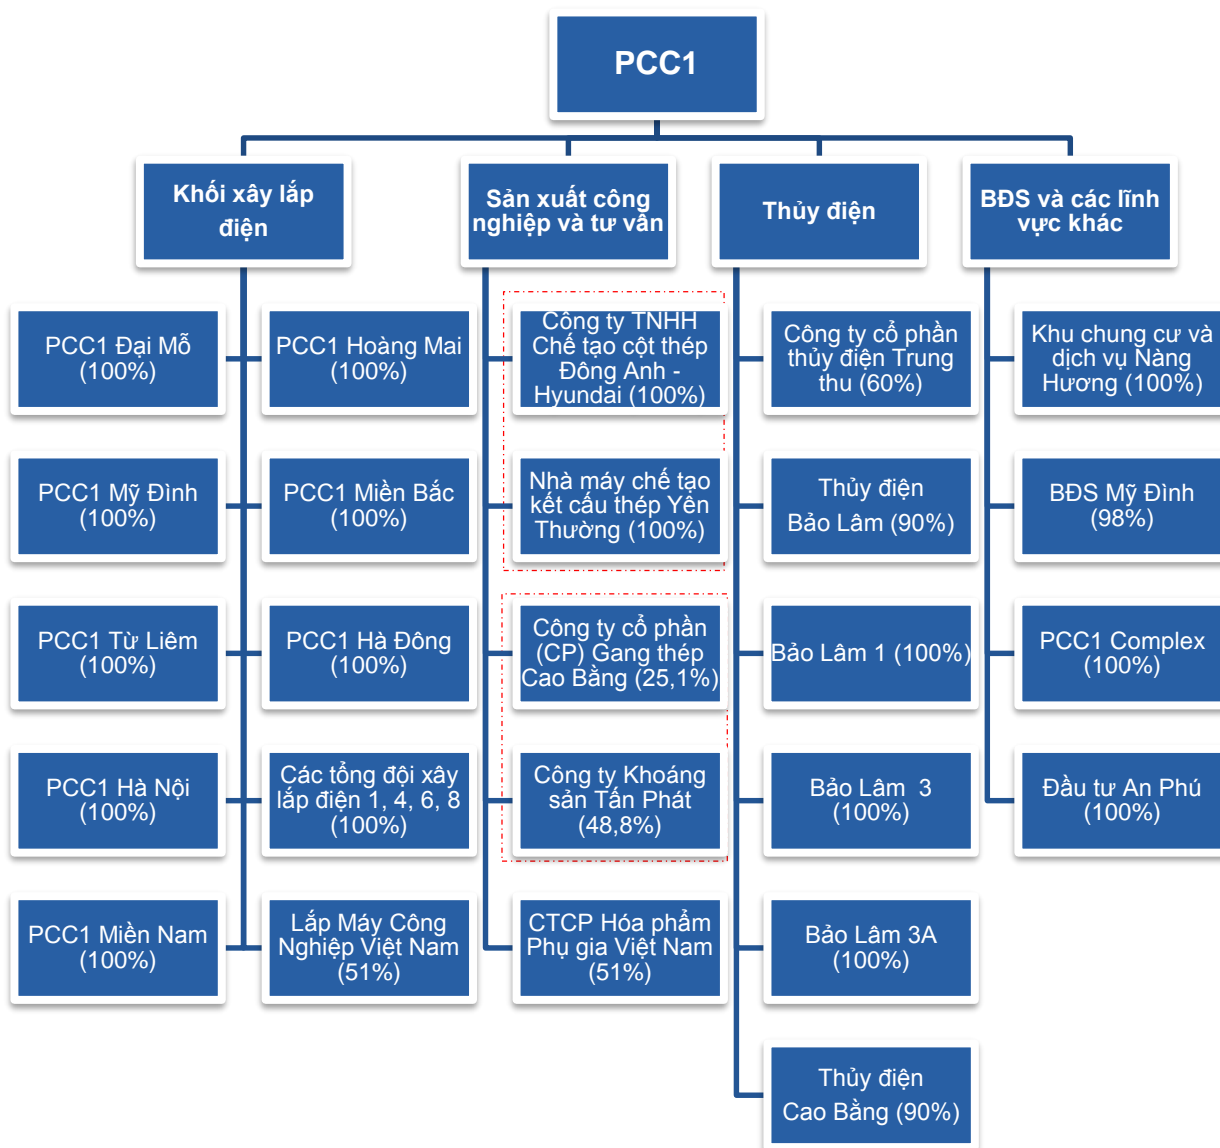 PCC1
Khối xây lắp
điện
Sản xuất công
nghiệp và tư vấn
Thủy điện
BĐS và các lĩnh
vực khác
PCC1 Đại Mỗ
(100%)
PCC1 Hoàng Mai
(100%)
Công ty TNHH
Chế tạo cột thép
Đông Anh -
Hyundai (100%)
Công ty cổ phần
thủy điện Trung
thu (60%)
Khu chung cư và
dịch vụ Nàng
Hương (100%)
PCC1 Mỹ Đình
(100%)
PCC1 Miền Bắc
(100%)
Nhà máy chế tạo
kết cấu thép Yên
Thường (100%)
Thủy điện
Bảo Lâm (90%)
BĐS Mỹ Đình
(98%)
PCC1 Từ Liêm
(100%)
PCC1 Hà Đông
(100%)
Công ty cổ phần
(CP) Gang thép
Cao Bằng (25,1%)
Bảo Lâm 1 (100%)
PCC1 Complex
(100%)
PCC1 Hà Nội
(100%)
Các tổng đội xây
lắp điện 1, 4, 6, 8
(100%)
Công ty Khoáng
sản Tấn Phát
(48,8%)
Bảo Lâm 3
(100%)
Đầu tư An Phú
(100%)
PCC1 Miền Nam
(100%)
Lắp Máy Công
Nghiệp Việt Nam
(51%)
CTCP Hóa phẩm
Phụ gia Việt Nam
(51%)
Bảo Lâm 3A
(100%)
Thủy điện
Cao Bằng (90%)